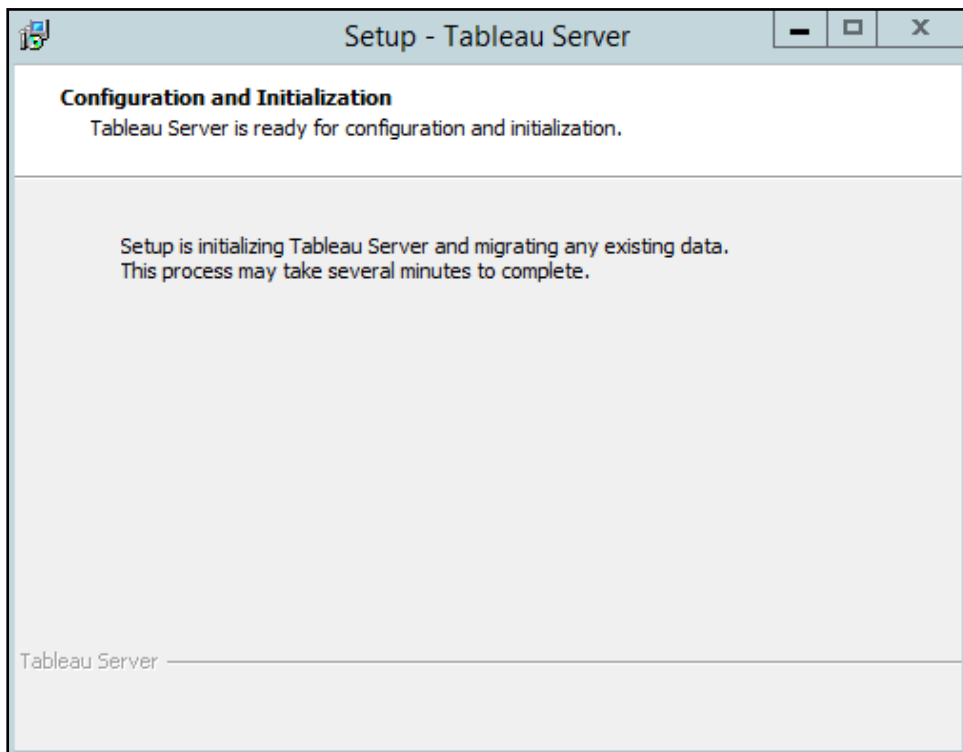 Setup - Tableau Server
Configuration and Initialization
Tableau Server is ready for configuration and initialization.
Setup is initializing Tableau Server and migrating any existing data.
This process may take several minutes to complete.
Tableau Server